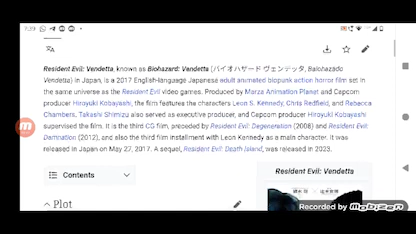 7:39
Resident Evil: Vendetta, known as Biohazard: Vendetta (バイオハザード ヴェンデッタ, Baiohazādo
Vendetta) in Japan, is a 2017 English-language Japanese adult animated biopunk action horror film set in
the same universe as the Resident Evil video games. Produced by Marza Animation Planet and Capcom
producer Hiroyuki Kobayashi, the film features the characters Leon S. Kennedy, Chris Redfield, and Rebecca
Chambers. Takashi Shimizu also served as executive producer, and Capcom producer Hiroyuki Kobayashi
supervised the film. It is the third CG film, preceded by Resident Evil: Degeneration (2008) and Resident Evil:
Damnation (2012), and also the third film installment with Leon Kennedy as a main character. It was
released in Japan on May 27, 2017. A sequel, Resident Evil: Death Island, was released in 2023.
Contents
Resident Evil: Vendetta
Plot
Recorded by
Mobizen